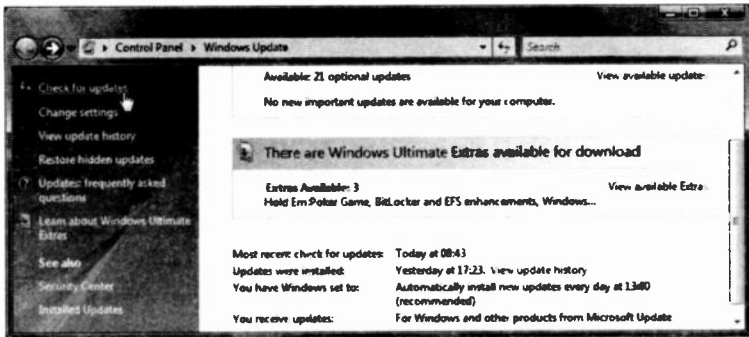 Control Panel ▸ Windows Update
Search
Check for updates
Change settings
View update history
Restore hidden updates
Updates: frequently asked
questions
Learn about Windows Ultimate
Extras
See also
Security Center
Installed Updates
Available: 21 optional updates View available updates
No new important updates are available for your computer.
There are Windows Ultimate Extras available for download
Extras Available: 3 View available Extras
Hold Em Poker Game, BitLocker and EFS enhancements, Windows...
Most recent check for updates: Today at 08:43
Updates were installed: Yesterday at 17:23. View update history
You have Windows set to: Automatically install new updates every day at 13:00
(recommended)
You receive updates: For Windows and other products from Microsoft Update